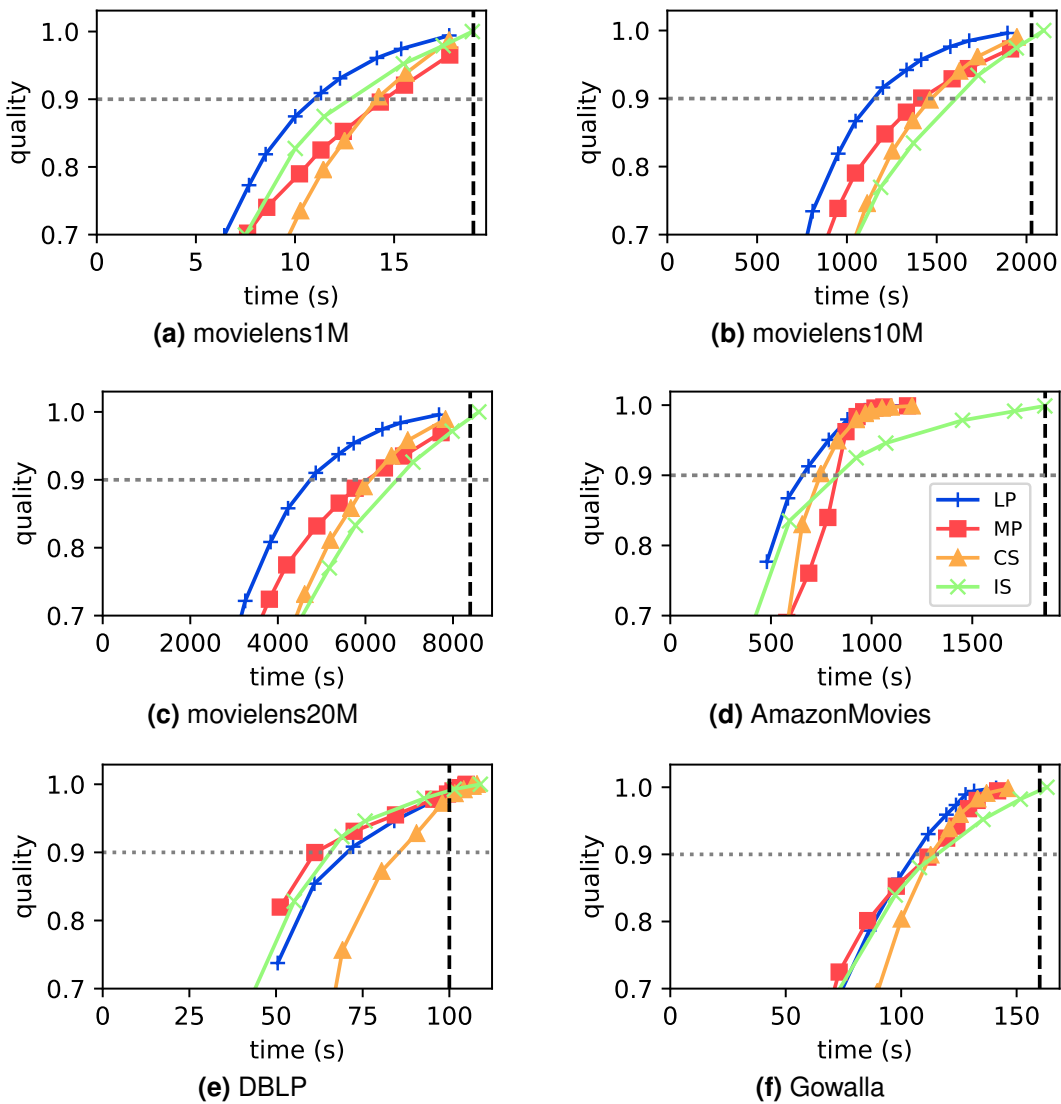 1.0
0.9
0.8
0.7
quality
0 5 10 15
time (s)
(a) movielens1M
1.0
0.9
0.8
0.7
quality
0 500 1000 1500 2000
time (s)
(b) movielens10M
1.0
0.9
0.8
0.7
quality
0 2000 4000 6000 8000
time (s)
(c) movielens20M
1.0
0.9
0.8
0.7
quality
LP
MP
CS
IS
0 500 1000 1500
time (s)
(d) AmazonMovies
1.0
0.9
0.8
0.7
quality
0 25 50 75 100
time (s)
(e) DBLP
1.0
0.9
0.8
0.7
quality
0 50 100 150
time (s)
(f) Gowalla